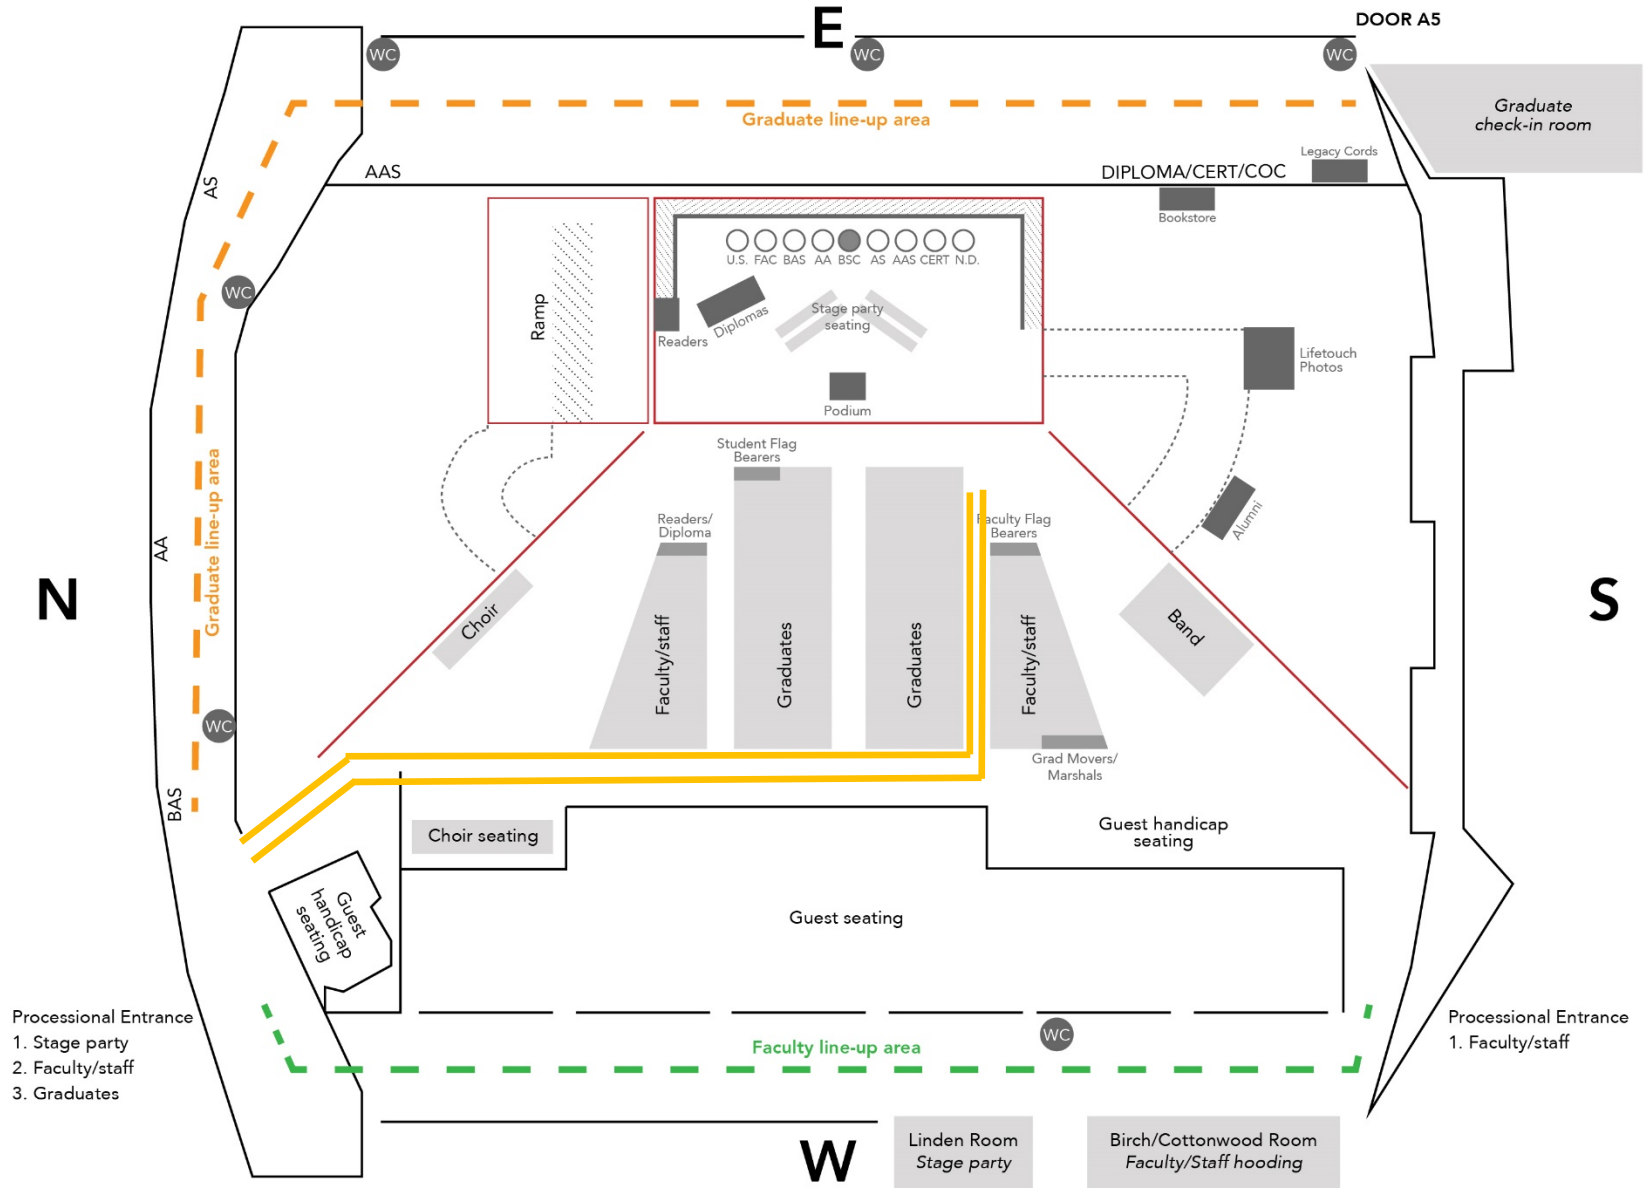 E
DOOR A5
WC
WC
WC
Graduate
check-in room
Graduate line-up area
Legacy Cords
AAS
DIPLOMA/CERT/COC
AS
Bookstore
U.S.
FAC
BAS
AA
BSC
AS
AAS
CERT
N.D.
WC
Ramp
Diplomas
Stage party
seating
Readers
Lifetouch
Photos
Podium
Student Flag
Bearers
Readers/
Diploma
Faculty Flag
Bearers
Alumni
AA
Graduate line-up area
N
S
Choir
Faculty/staff
Graduates
Graduates
Faculty/staff
Band
WC
Grad Movers/
Marshals
BAS
Choir seating
Guest handicap
seating
Guest
handicap
seating
Guest seating
Processional Entrance
1. Stage party
2. Faculty/staff
3. Graduates
WC
Faculty line-up area
Processional Entrance
1. Faculty/staff
W
Linden Room
Stage party
Birch/Cottonwood Room
Faculty/Staff hooding